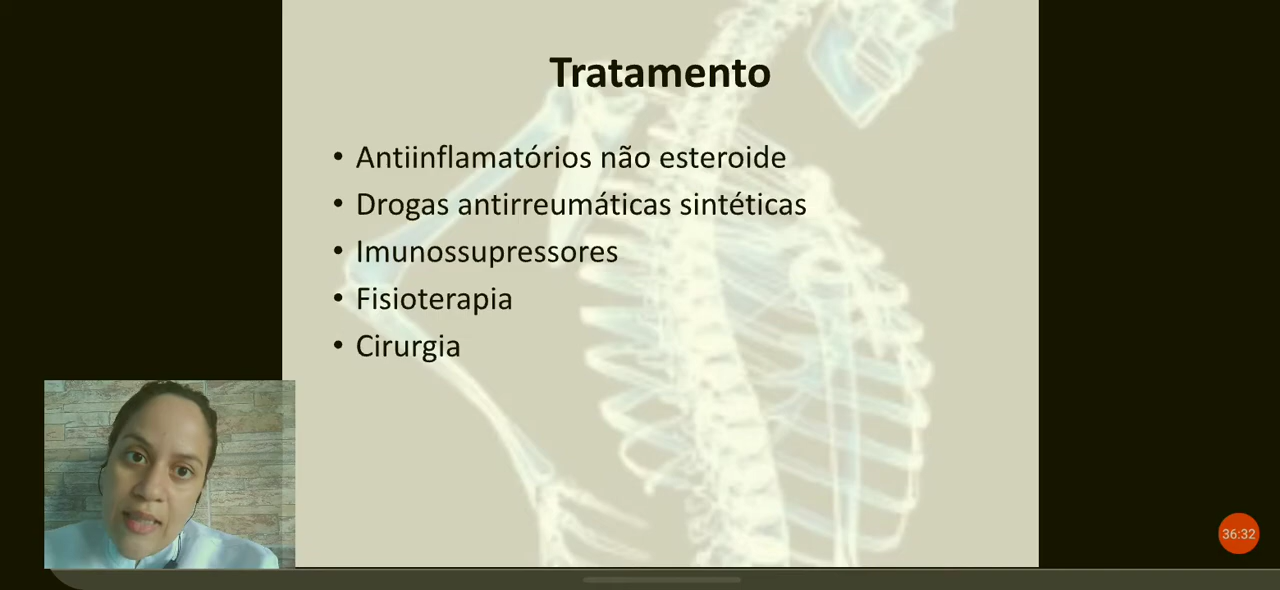 Tratamento
• Antiinflamatórios não esteroide
• Drogas antirreumáticas sintéticas
• Imunossupressores
• Fisioterapia
• Cirurgia
36:32